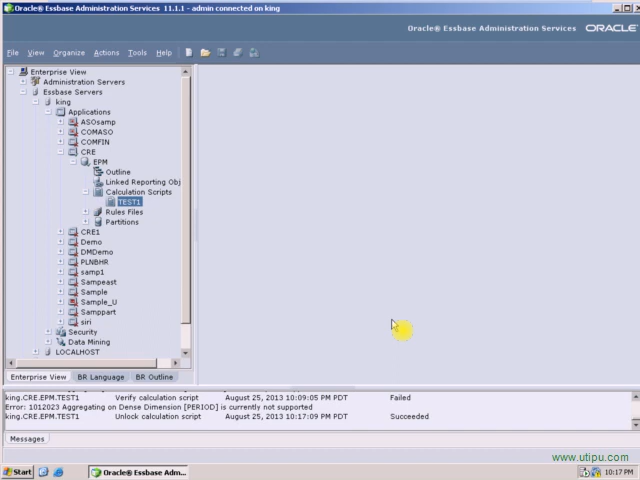 Oracle® Essbase Administration Services 11.1.1 - admin connected on king
Oracle® Essbase Administration Services ORACLE
File View Organize Actions Tools Help
Enterprise View
Administration Servers
Essbase Servers
king
Applications
ASOsamp
COMASO
COMFIN
CRE
EPM
Outline
Linked Reporting Obj
Calculation Scripts
TEST1
Rules Files
Partitions
CRE1
Demo
DMDemo
PLNBHR
samp1
Sampeast
Sample
Sample_U
Samppart
siri
Security
Data Mining
LOCALHOST
Enterprise View BR Language BR Outline
king.CRE.EPM.TEST1 Verify calculation script August 25, 2013 10:09:05 PM PDT Failed
Error: 1012023 Aggregating on Dense Dimension [PERIOD] is currently not supported
king.CRE.EPM.TEST1 Unlock calculation script August 25, 2013 10:17:09 PM PDT Succeeded
Messages
www.utipu.com
Start Oracle® Essbase Adm... 10:17 PM